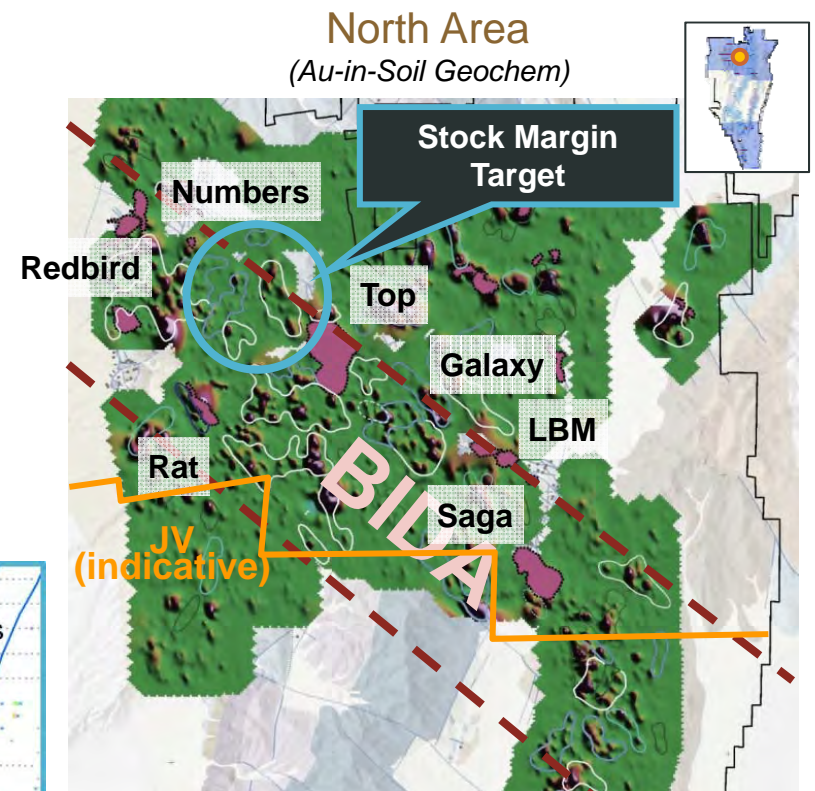 North Area
(Au-in-Soil Geochem)
Stock Margin
Target
Numbers
Redbird
Top
Galaxy
LBM
Rat
BIDA
Saga
JV
(indicative)
s